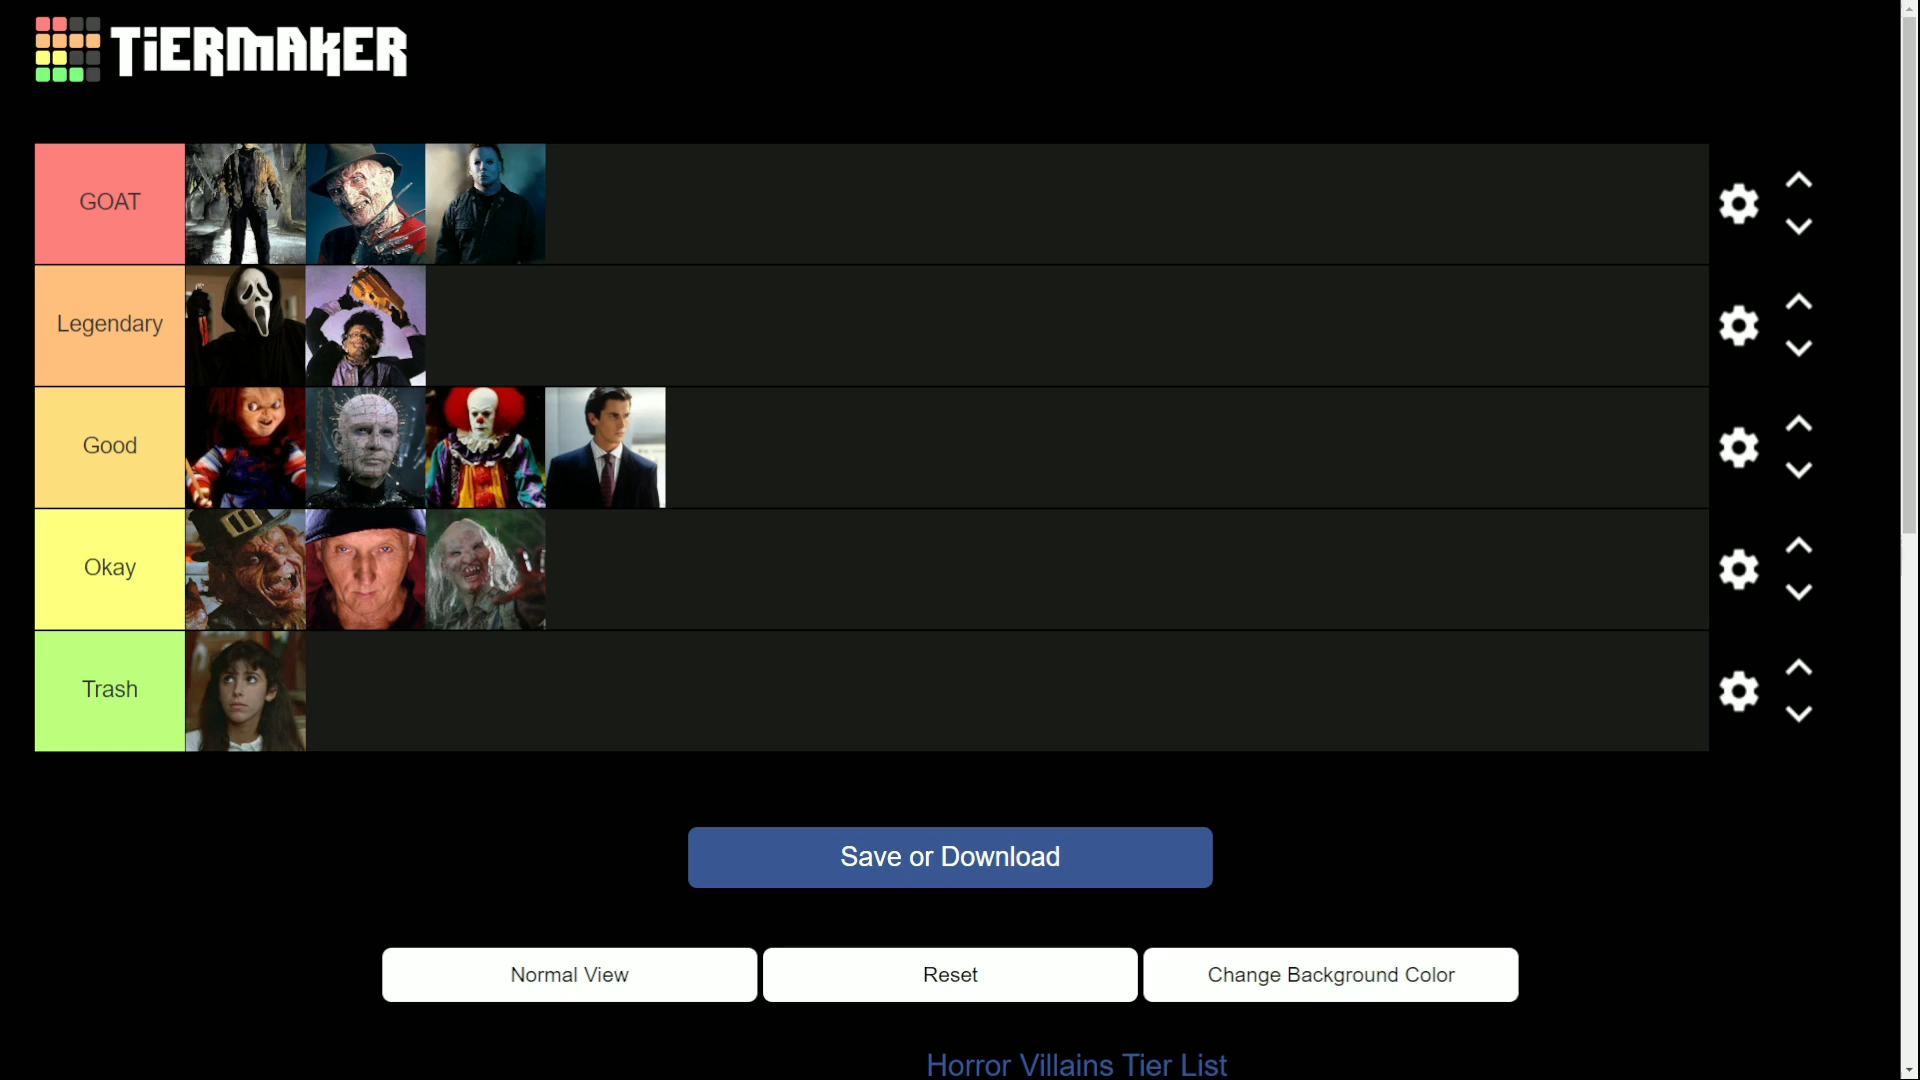 TiERMAKER
GOAT
Legendary
Good
Okay
Trash
Save or Download
Normal View
Reset
Change Background Color
Horror Villains Tier List